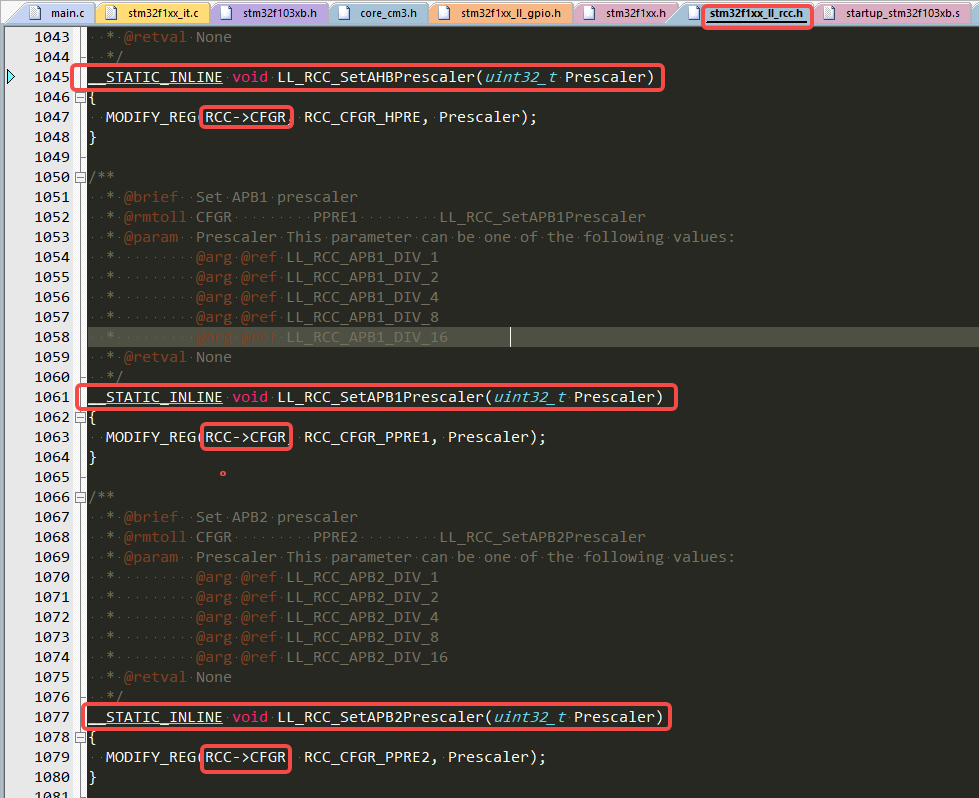 main.c stm32f1xx_it.c stm32f103xb.h core_cm3.h stm32f1xx_ll_gpio.h stm32f1xx.h stm32f1xx_ll_rcc.h startup_stm32f103xb.s
1043 * @retval None
1044 */
1045 __STATIC_INLINE void LL_RCC_SetAHBPrescaler(uint32_t Prescaler)
1046 {
1047 MODIFY_REG(RCC->CFGR, RCC_CFGR_HPRE, Prescaler);
1048 }
1049
1050 /**
1051 * @brief Set APB1 prescaler
1052 * @rmtoll CFGR PPRE1 LL_RCC_SetAPB1Prescaler
1053 * @param Prescaler This parameter can be one of the following values:
1054 * @arg @ref LL_RCC_APB1_DIV_1
1055 * @arg @ref LL_RCC_APB1_DIV_2
1056 * @arg @ref LL_RCC_APB1_DIV_4
1057 * @arg @ref LL_RCC_APB1_DIV_8
1058 * @arg @ref LL_RCC_APB1_DIV_16
1059 * @retval None
1060 */
1061 __STATIC_INLINE void LL_RCC_SetAPB1Prescaler(uint32_t Prescaler)
1062 {
1063 MODIFY_REG(RCC->CFGR, RCC_CFGR_PPRE1, Prescaler);
1064 }
1065
1066 /**
1067 * @brief Set APB2 prescaler
1068 * @rmtoll CFGR PPRE2 LL_RCC_SetAPB2Prescaler
1069 * @param Prescaler This parameter can be one of the following values:
1070 * @arg @ref LL_RCC_APB2_DIV_1
1071 * @arg @ref LL_RCC_APB2_DIV_2
1072 * @arg @ref LL_RCC_APB2_DIV_4
1073 * @arg @ref LL_RCC_APB2_DIV_8
1074 * @arg @ref LL_RCC_APB2_DIV_16
1075 * @retval None
1076 */
1077 __STATIC_INLINE void LL_RCC_SetAPB2Prescaler(uint32_t Prescaler)
1078 {
1079 MODIFY_REG(RCC->CFGR, RCC_CFGR_PPRE2, Prescaler);
1080 }
1081